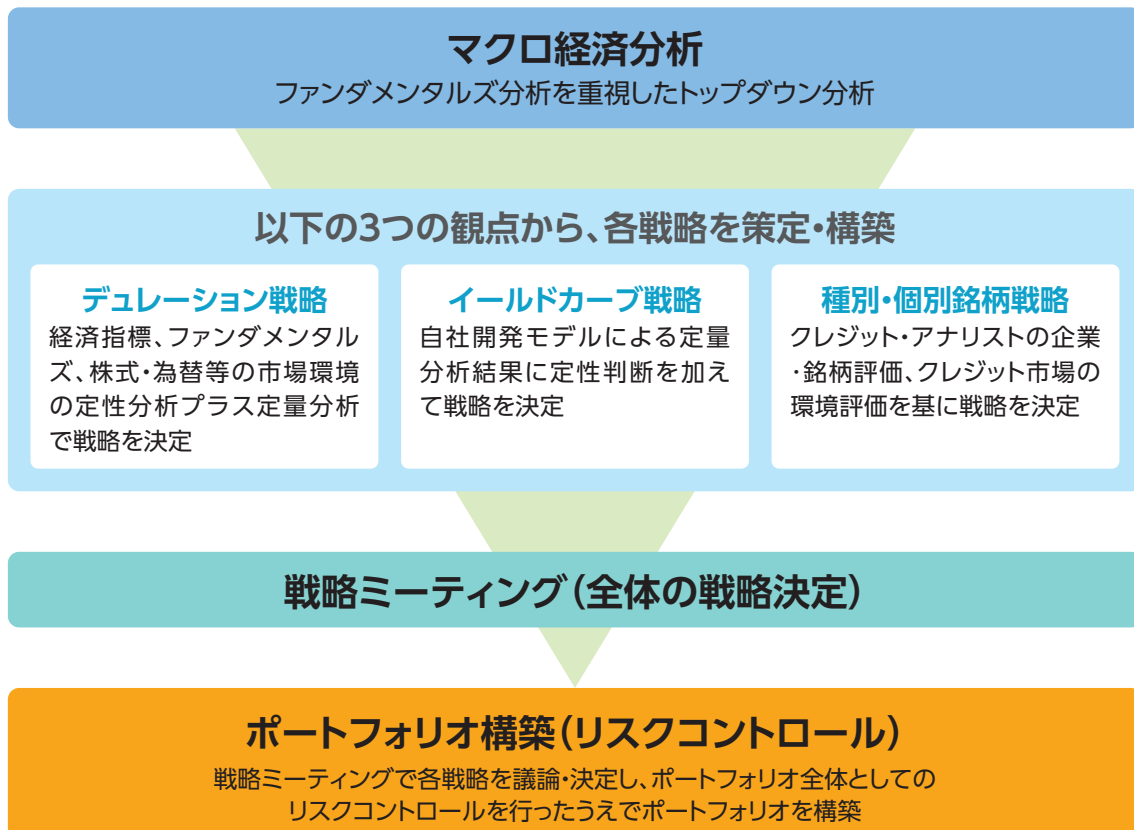 マクロ経済分析
ファンダメンタルズ分析を重視したトップダウン分析
以下の3つの観点から、各戦略を策定・構築
デュレーション戦略
経済指標、ファンダメンタル
ズ、株式・為替等の市場環境
の定性分析プラス定量分析
で戦略を決定
イールドカーブ戦略
自社開発モデルによる定量
分析結果に定性判断を加え
て戦略を決定
種別・個別銘柄戦略
クレジット・アナリストの企業
・銘柄評価、クレジット市場の
環境評価を基に戦略を決定
戦略ミーティング(全体の戦略決定)
ポートフォリオ構築(リスクコントロール)
戦略ミーティングで各戦略を議論・決定し、ポートフォリオ全体としての
リスクコントロールを行ったうえでポートフォリオを構築